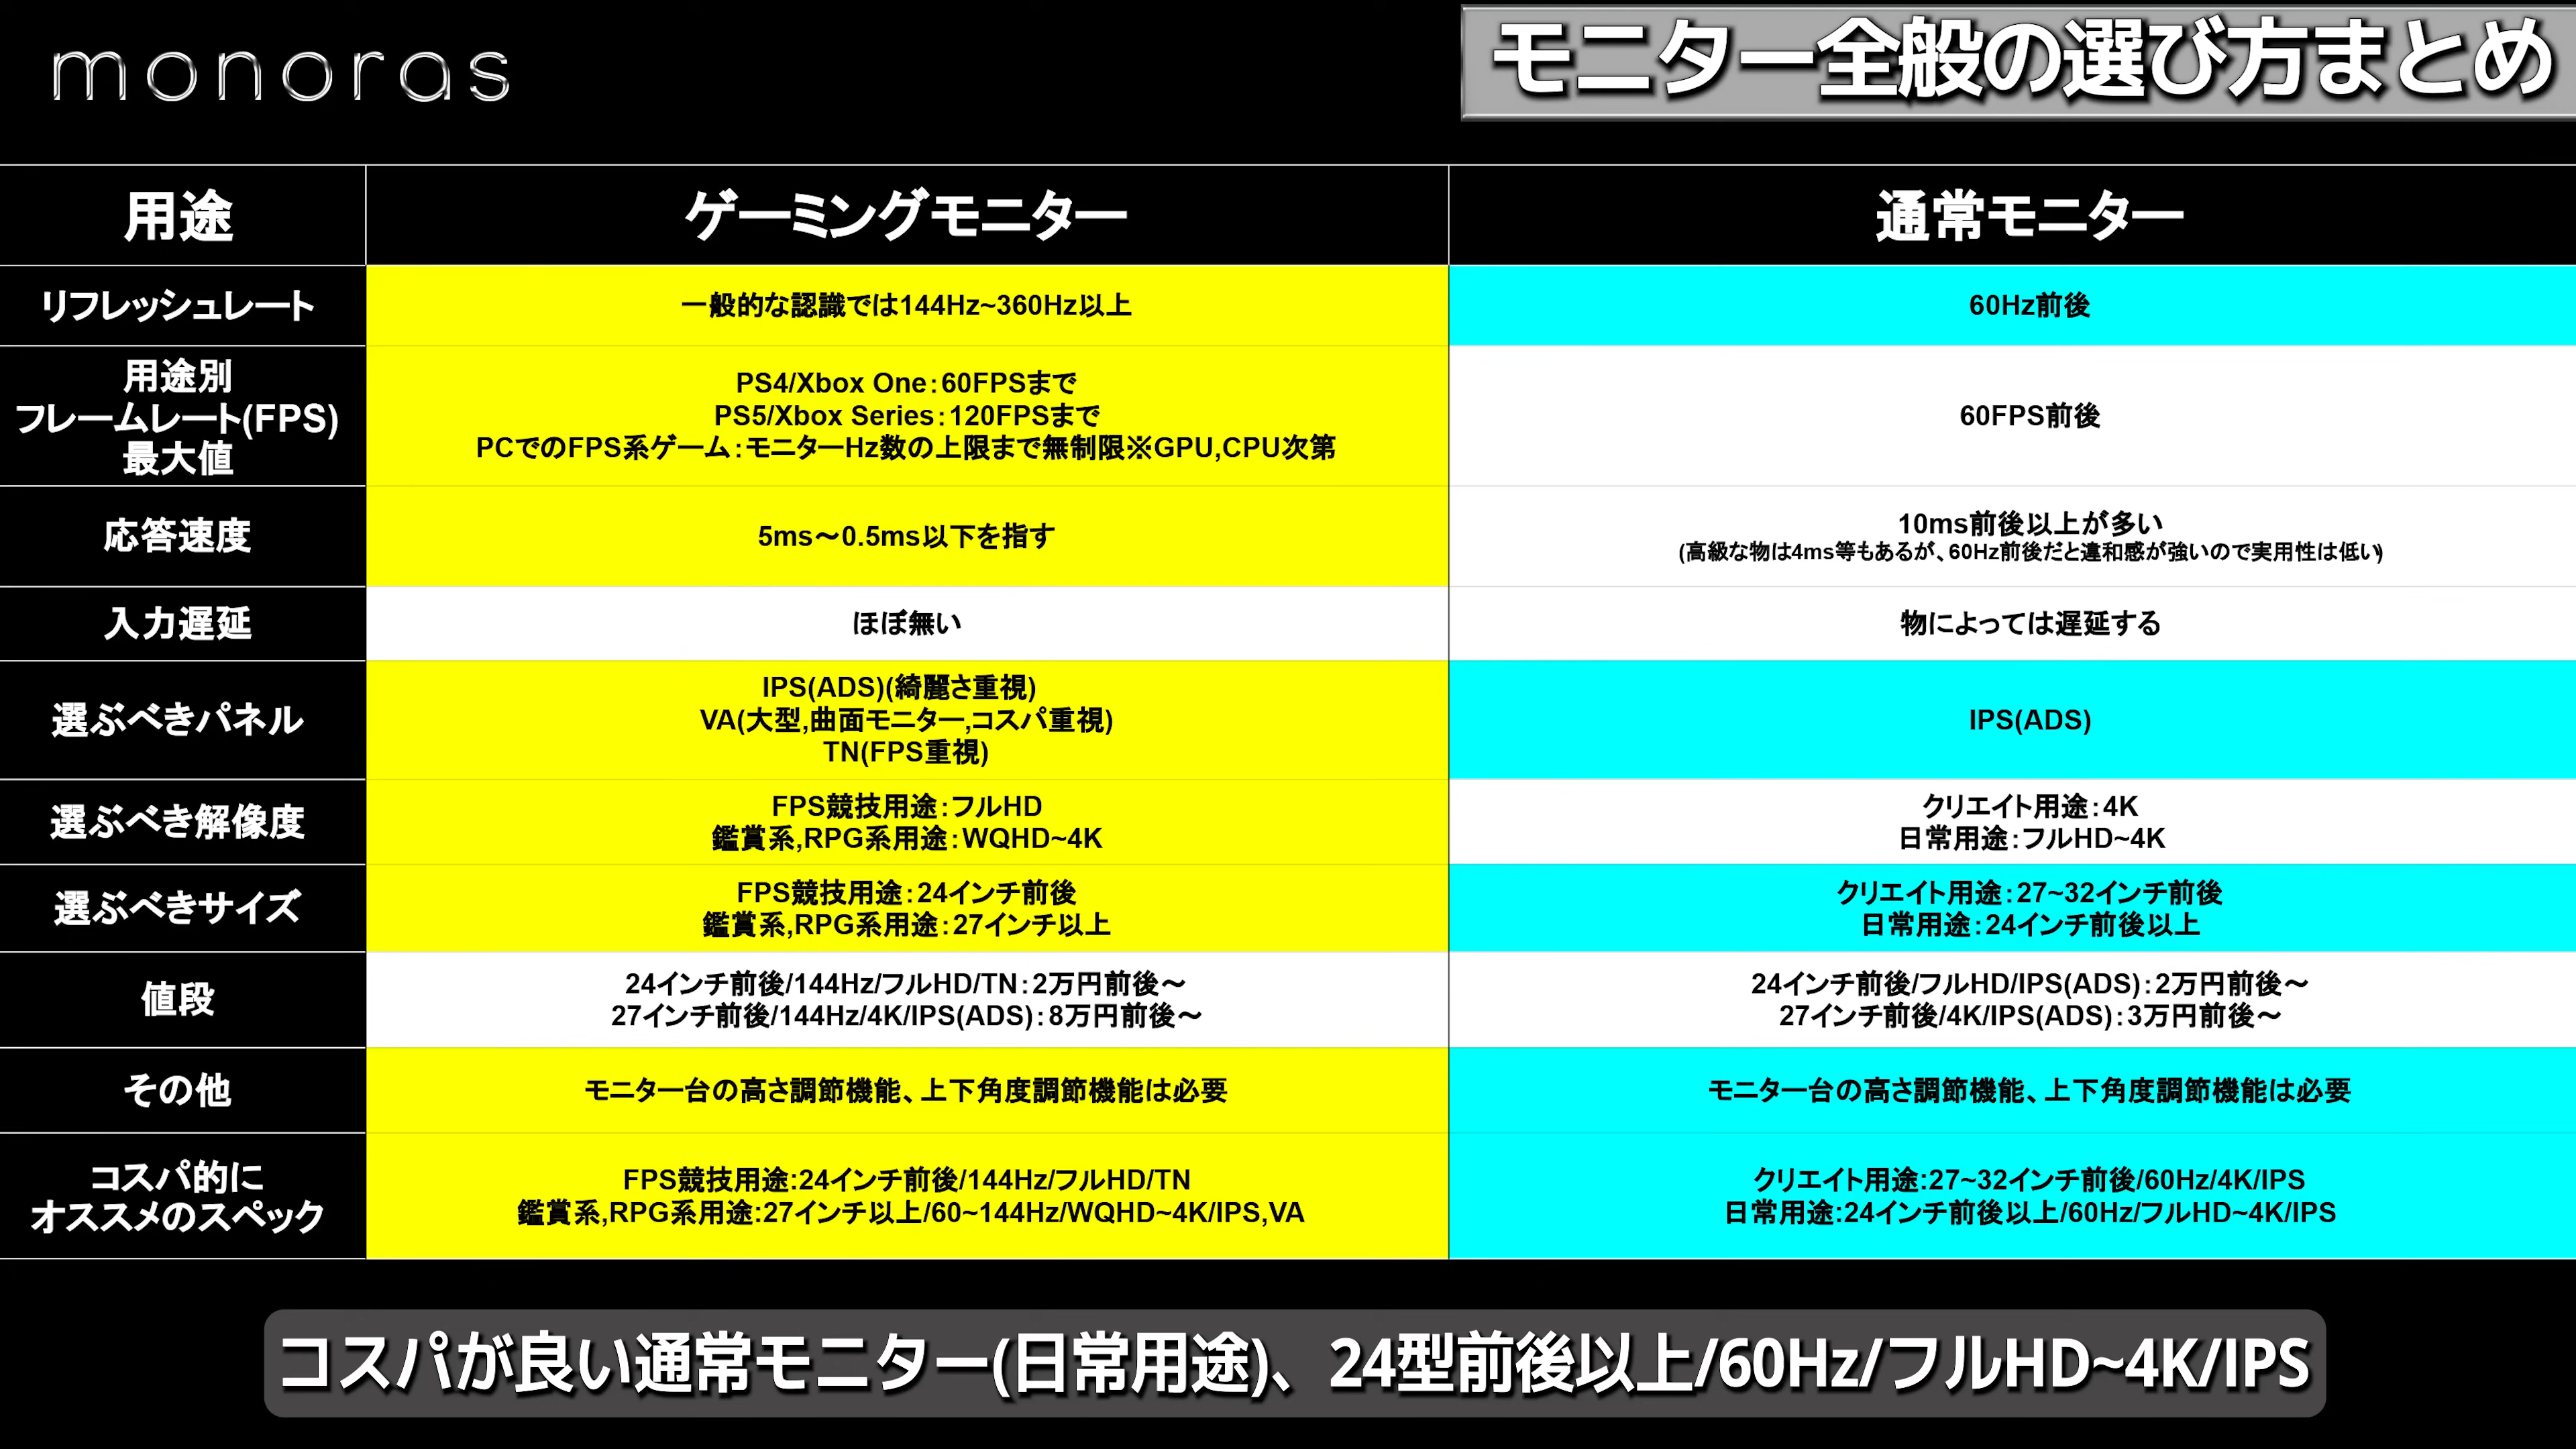 monoras
モニター全般の選び方まとめ
用途
ゲーミングモニター
通常モニター
リフレッシュレート
一般的な認識では144Hz~360Hz以上
60Hz前後
用途別
フレームレート(FPS)
最大値
PS4/Xbox One：60FPSまで
PS5/Xbox Series：120FPSまで
PCでのFPS系ゲーム：モニターHz数の上限まで無制限※GPU,CPU次第
60FPS前後
応答速度
5ms～0.5ms以下を指す
10ms前後以上が多い
(高級な物は4ms等もあるが、60Hz前後だと違和感が強いので実用性は低い)
入力遅延
ほぼ無い
物によっては遅延する
選ぶべきパネル
IPS(ADS)(綺麗さ重視)
VA(大型,曲面モニター,コスパ重視)
TN(FPS重視)
IPS(ADS)
選ぶべき解像度
FPS競技用途：フルHD
鑑賞系,RPG系用途：WQHD~4K
クリエイト用途：4K
日常用途：フルHD~4K
選ぶべきサイズ
FPS競技用途：24インチ前後
鑑賞系,RPG系用途：27インチ以上
クリエイト用途：27~32インチ前後
日常用途：24インチ前後以上
値段
24インチ前後/144Hz/フルHD/TN：2万円前後～
27インチ前後/144Hz/4K/IPS(ADS)：8万円前後～
24インチ前後/フルHD/IPS(ADS)：2万円前後～
27インチ前後/4K/IPS(ADS)：3万円前後～
その他
モニター台の高さ調節機能、上下角度調節機能は必要
モニター台の高さ調節機能、上下角度調節機能は必要
コスパ的に
オススメのスペック
FPS競技用途:24インチ前後/144Hz/フルHD/TN
鑑賞系,RPG系用途:27インチ以上/60~144Hz/WQHD~4K/IPS,VA
クリエイト用途:27~32インチ前後/60Hz/4K/IPS
日常用途:24インチ前後以上/60Hz/フルHD~4K/IPS
コスパが良い通常モニター(日常用途)、24型前後以上/60Hz/フルHD~4K/IPS